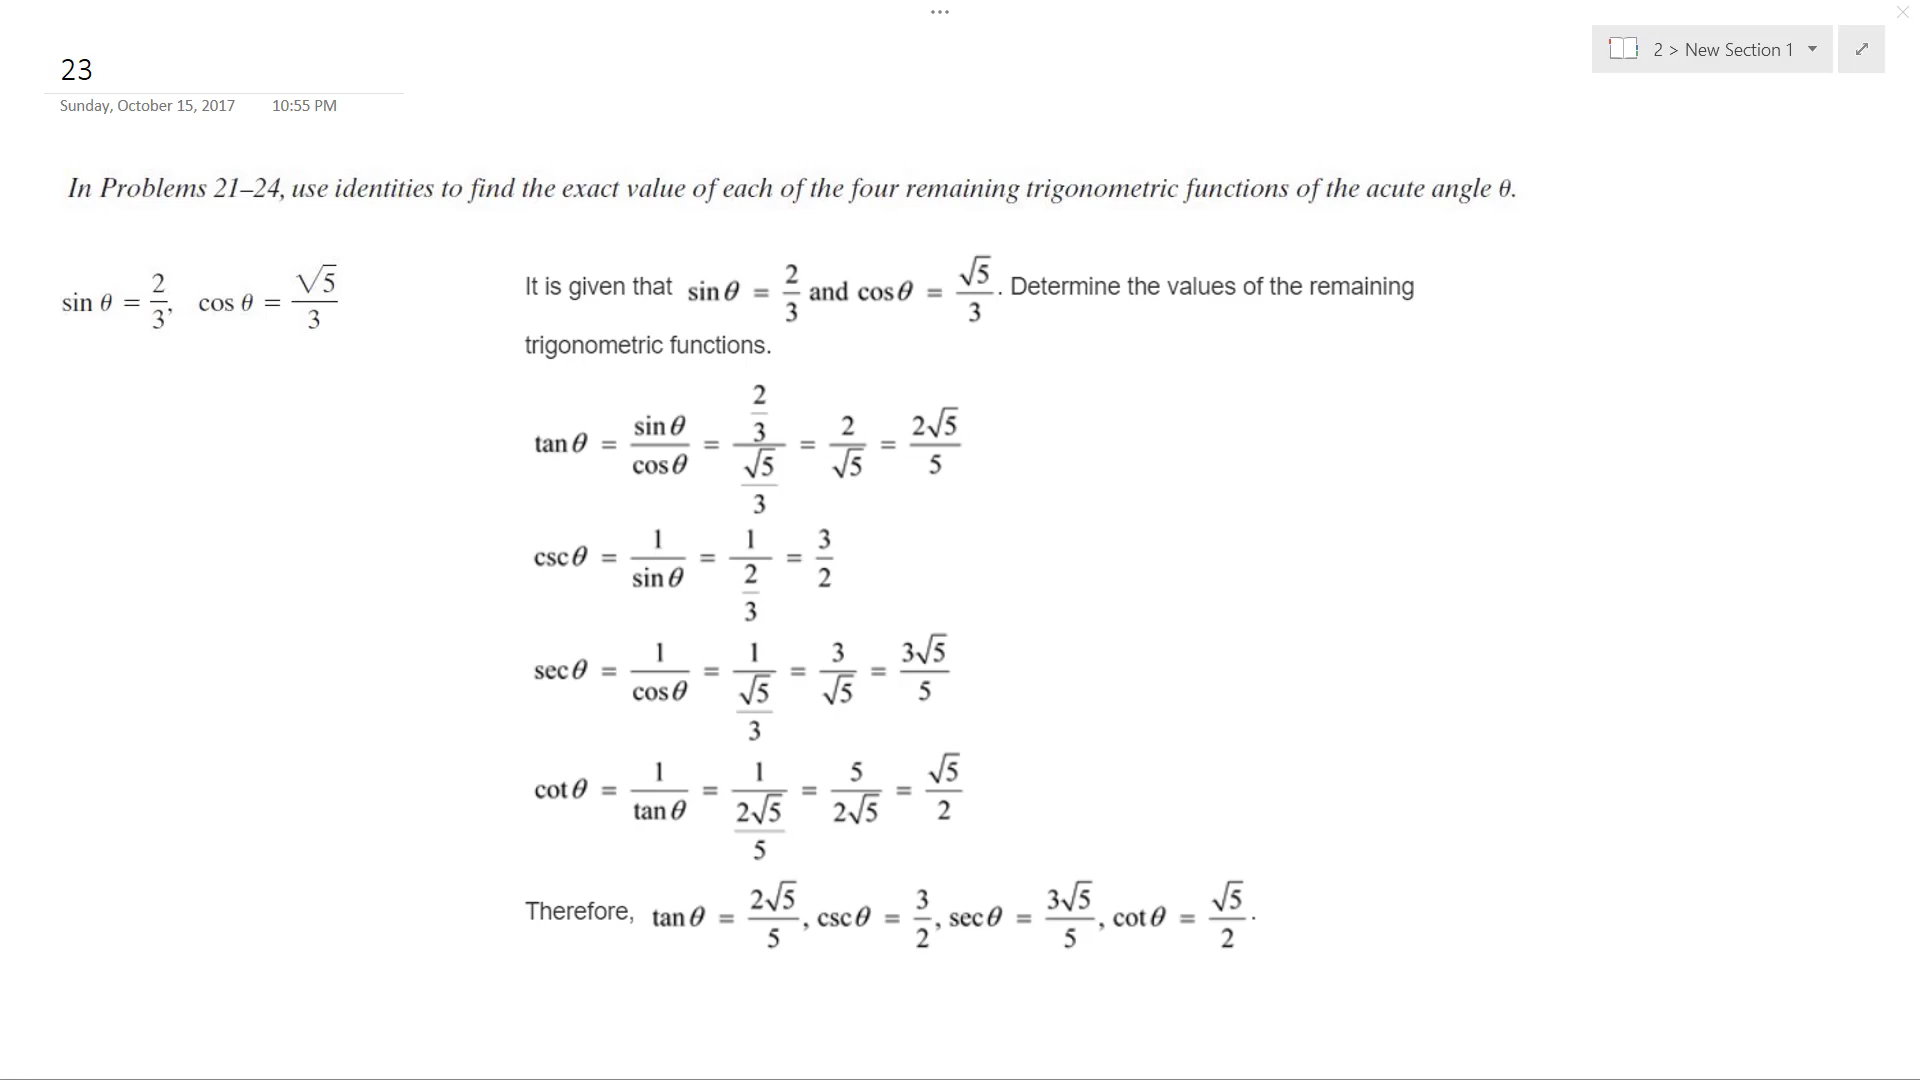 ...
2 > New Section 1
23
Sunday, October 15, 2017 10:55 PM
In Problems 21–24, use identities to find the exact value of each of the four remaining trigonometric functions of the acute angle θ.
sin θ = 2/3, cos θ = √5/3
It is given that sin θ = 2/3 and cos θ = √5/3. Determine the values of the remaining
trigonometric functions.
tan θ = sin θ/cos θ = (2/3)/(√5/3) = 2/√5 = 2√5/5
csc θ = 1/sin θ = 1/(2/3) = 3/2
sec θ = 1/cos θ = 1/(√5/3) = 3/√5 = 3√5/5
cot θ = 1/tan θ = 1/(2√5/5) = 5/2√5 = √5/2
Therefore, tan θ = 2√5/5, csc θ = 3/2, sec θ = 3√5/5, cot θ = √5/2.